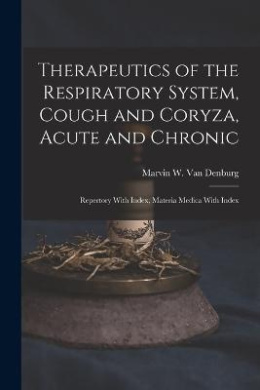 Therapeutics of the
Respiratory System,
Cough and Coryza,
Acute and Chronic
Marvin W. Van Denburg
Repertory With Index; Materia Medica With Index